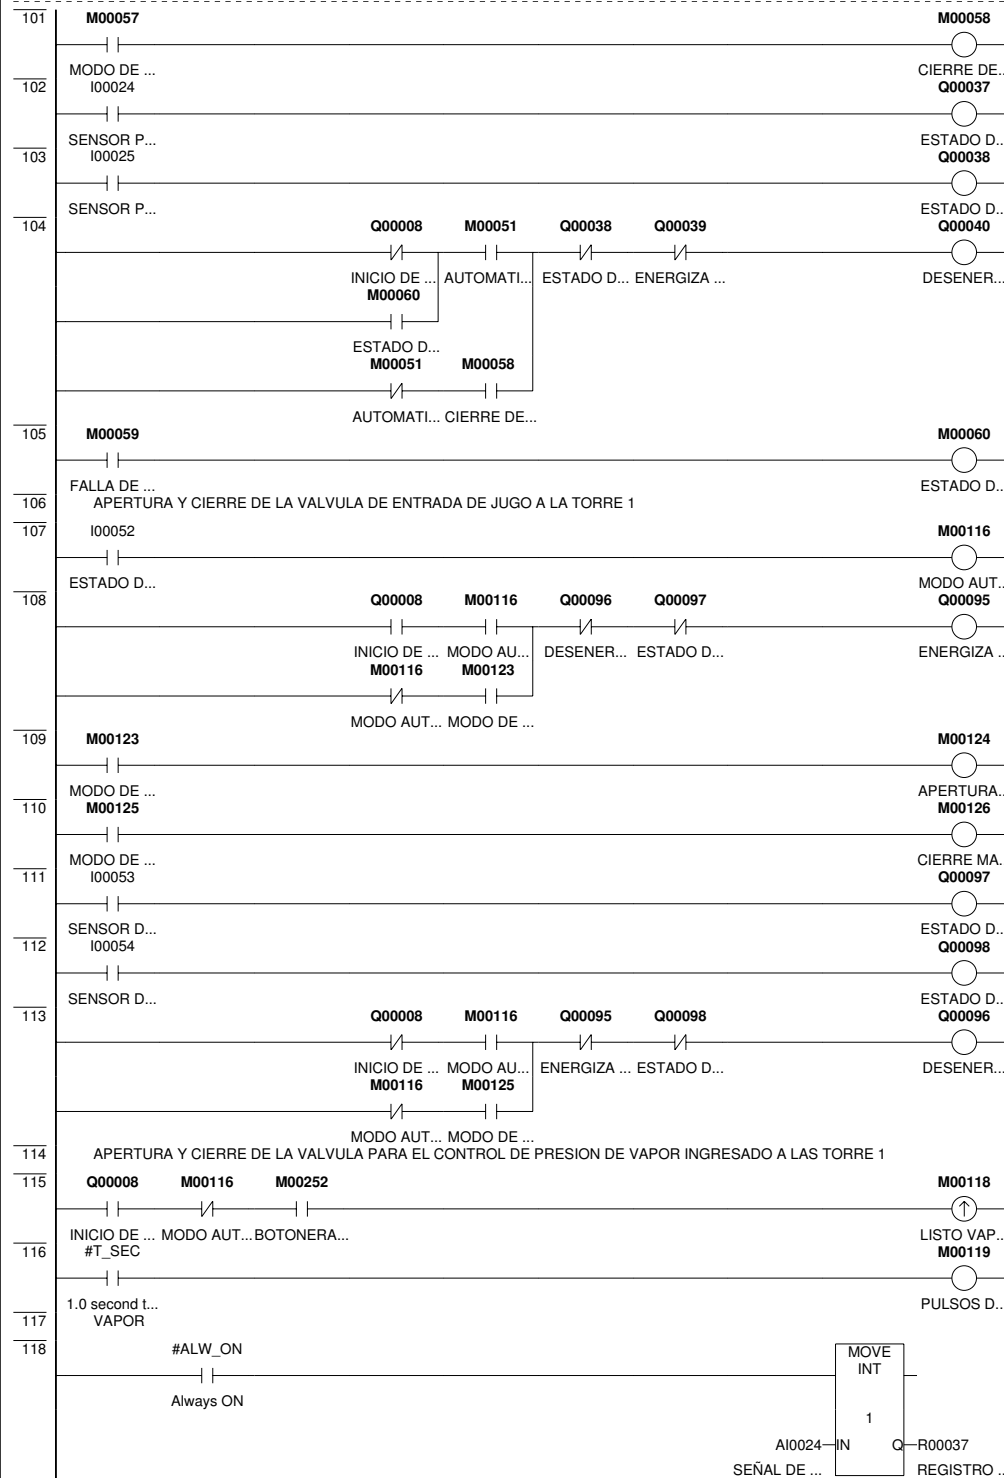 101 M00057 M00058
MODO DE ... CIERRE DE..
102 I00024 Q00037
SENSOR P... ESTADO D..
103 I00025 Q00038
SENSOR P... ESTADO D..
104 Q00008 M00051 Q00038 Q00039 Q00040
INICIO DE ... AUTOMATI... ESTADO D... ENERGIZA ... DESENER...
M00060
ESTADO D...
M00051 M00058
AUTOMATI... CIERRE DE...
105 M00059 M00060
FALLA DE ... ESTADO D..
106 APERTURA Y CIERRE DE LA VALVULA DE ENTRADA DE JUGO A LA TORRE 1
107 I00052 M00116
ESTADO D... MODO AUT..
108 Q00008 M00116 Q00096 Q00097 Q00095
INICIO DE ... MODO AU... DESENER... ESTADO D... ENERGIZA ..
M00116 M00123
MODO AUT... MODO DE ...
109 M00123 M00124
MODO DE ... APERTURA..
110 M00125 M00126
MODO DE ... CIERRE MA..
111 I00053 Q00097
SENSOR D... ESTADO D..
112 I00054 Q00098
SENSOR D... ESTADO D..
113 Q00008 M00116 Q00095 Q00098 Q00096
INICIO DE ... MODO AU... ENERGIZA ... ESTADO D... DESENER...
M00116 M00125
MODO AUT... MODO DE ...
114 APERTURA Y CIERRE DE LA VALVULA PARA EL CONTROL DE PRESION DE VAPOR INGRESADO A LAS TORRE 1
115 Q00008 M00116 M00252 M00118
INICIO DE ... MODO AUT... BOTONERA... LISTO VAP..
116 #T_SEC M00119
1.0 second t... PULSOS D..
117 VAPOR
118 #ALW_ON MOVE
INT
Always ON
1
AI0024 IN Q R00037
SEÑAL DE ... REGISTRO ..